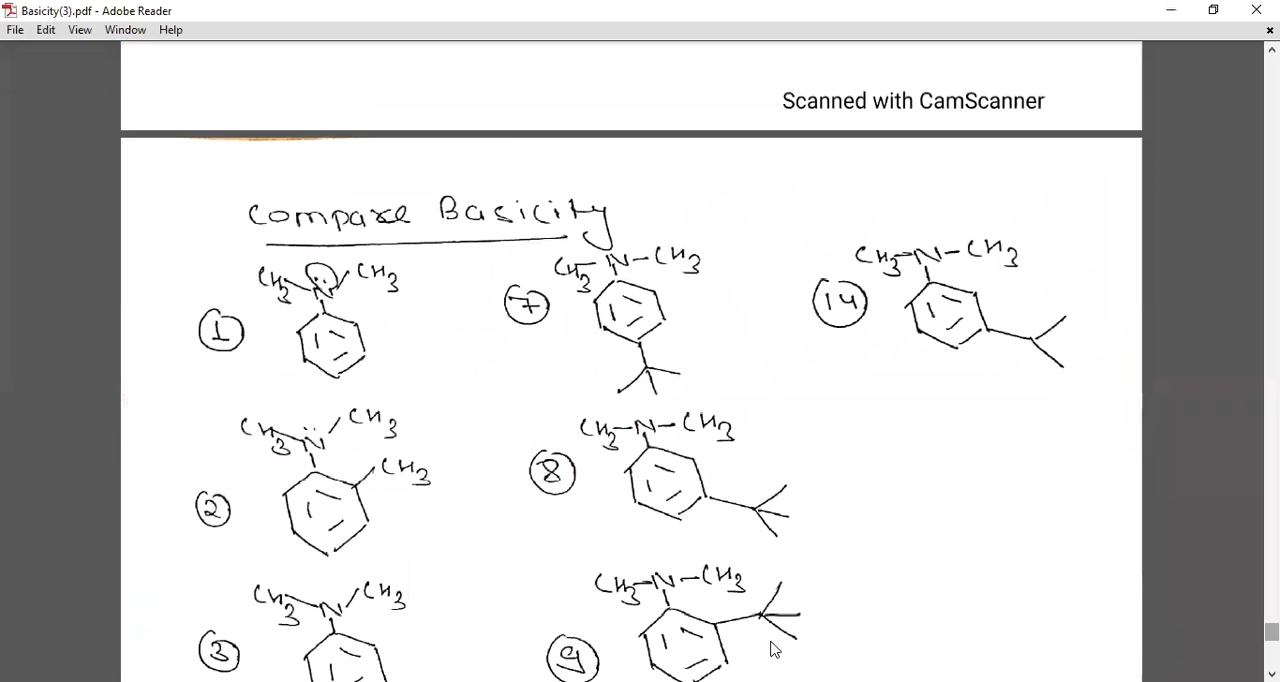 Basicity(3).pdf - Adobe Reader
File Edit View Window Help
Scanned with CamScanner
Compare Basicity
1
CH3 N CH3
7
CH3-N-CH3
14
CH3-N-CH3
2
CH3 N CH3
CH3
8
CH3-N-CH3
3
CH3 N CH3
9
CH3-N-CH3